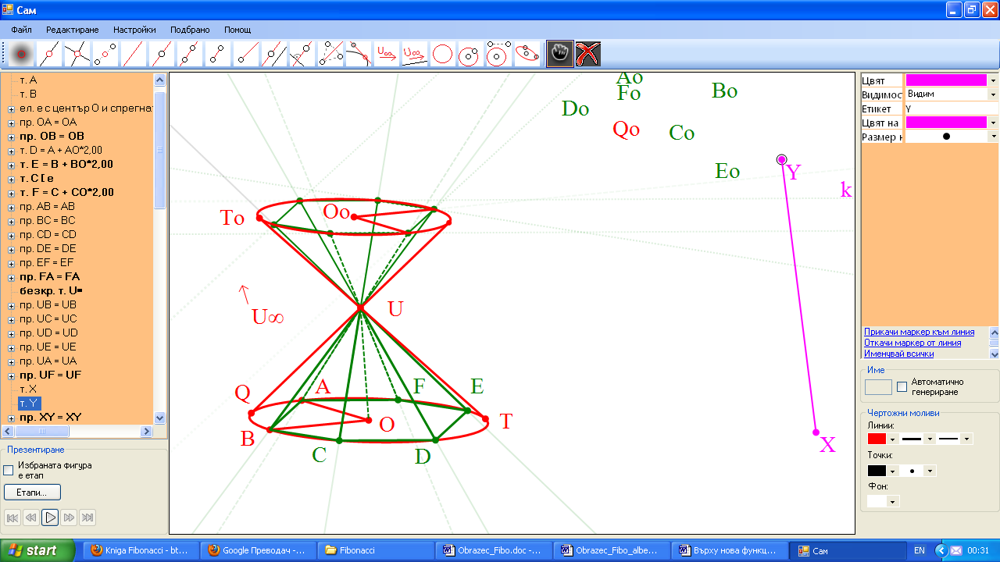 Сам
Файл Редактиране Настройки Подбрано Помощ
U∞ U∞
т. A
т. B
ел. e с център O и спрегна
пр. OA = OA
пр. OB = OB
т. D = A + AO*2,00
т. E = B + BO*2,00
т. C [ e
т. F = C + CO*2,00
пр. AB = AB
пр. BC = BC
пр. CD = CD
пр. DE = DE
пр. EF = EF
пр. FA = FA
безкр. т. U=
пр. UB = UB
пр. UC = UC
пр. UD = UD
пр. UE = UE
пр. UA = UA
пр. UF = UF
т. X
т. Y
пр. XY = XY
Презентиране
Избраната фигура
е етап
Етапи...
Ao
Fo
Bo
Do
Qo
Co
Eo
Y
k
To
Oo
U∞
U
Q
A
F
E
B
O
T
C
D
X
Цвят
Видимос Видим
Етикет Y
Цвят на
Размер н
Прикачи маркер към линия
Откачи маркер от линия
Именувай всички
Име
Автоматично
генериране
Чертожни моливи
Линии:
Точки:
Фон:
start
Kniga Fibonacci - bt...
Google Преводач -...
Fibonacci
Obrazec_Fibo.doc -...
Obrazec_Fibo_albe...
Върху нова функц...
Сам
EN
00:31